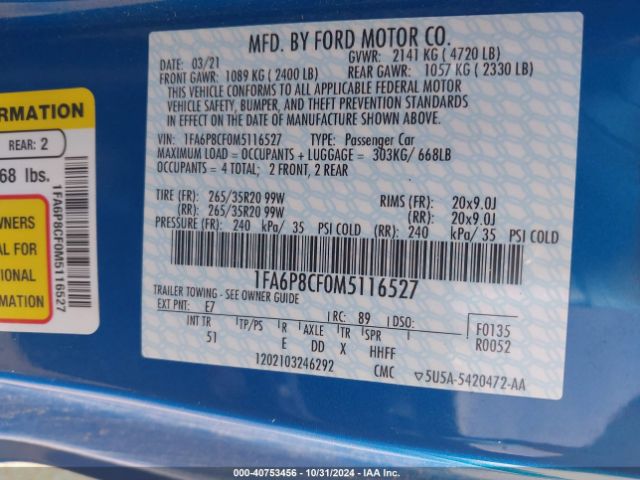 MFD. BY FORD MOTOR CO.
DATE: 03/21 GVWR: 2141 KG ( 4720 LB)
FRONT GAWR: 1089 KG ( 2400 LB) REAR GAWR: 1057 KG ( 2330 LB)
THIS VEHICLE CONFORMS TO ALL APPLICABLE FEDERAL MOTOR
VEHICLE SAFETY, BUMPER, AND THEFT PREVENTION STANDARDS
IN EFFECT ON THE DATE OF MANUFACTURE SHOWN ABOVE.
VIN: 1FA6P8CF0M5116527 TYPE: Passenger Car
MAXIMUM LOAD = OCCUPANTS + LUGGAGE = 303KG/ 668LB
OCCUPANTS = 4 TOTAL; 2 FRONT, 2 REAR
TIRE (FR): 265/35R20 99W RIMS (FR): 20x9.0J
(RR): 265/35R20 99W (RR): 20x9.0J
PRESSURE (FR): 240 kPa/ 35 PSI COLD (RR): 240 kPa/ 35 PSI COLD
1FA6P8CF0M5116527
TRAILER TOWING - SEE OWNER GUIDE
EXT PNT: E7 RC: 89 DSO: F0135
INT TR TP/PS R AXLE TR SPR R0052
51 E DD X HHFF
1202103246292 CMC ▽5U5A-5420472-AA
ORMATION
REAR: 2
68 lbs.
WNERS
AL FOR
TIONAL
RMATION
1FA6P8CF0M5116527
000-40753456 - 10/31/2024 - IAA Inc.